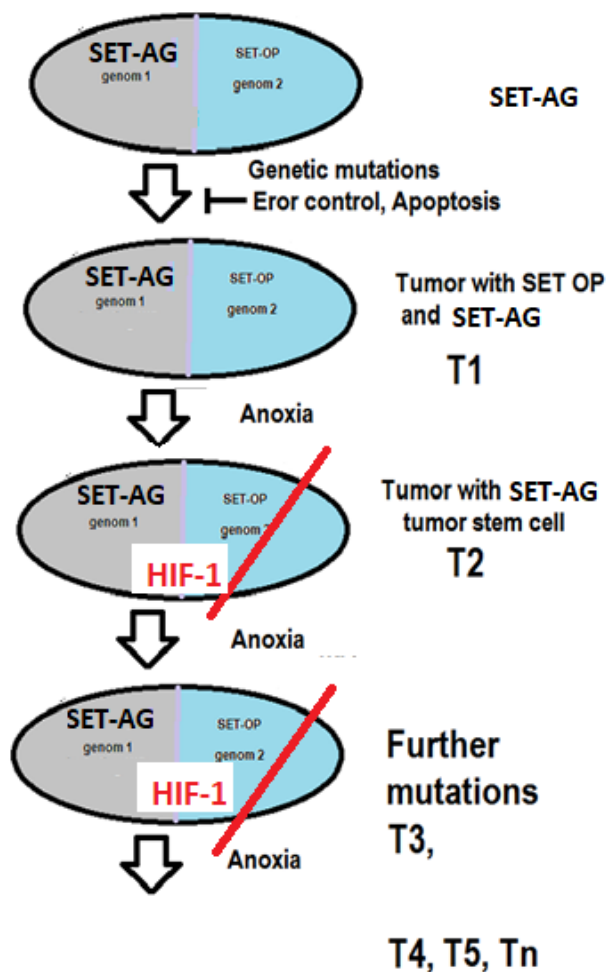 SET-AG
genom 1
SET-OP
genom 2
SET-AG
Genetic mutations
Eror control, Apoptosis
SET-AG
genom 1
SET-OP
genom 2
Tumor with SET OP
and SET-AG
T1
Anoxia
SET-AG
genom 1
SET-OP
genom 2
HIF-1
Tumor with SET-AG
tumor stem cell
T2
Anoxia
SET-AG
genom 1
SET-OP
genom 2
HIF-1
Further
mutations
T3,
Anoxia
T4, T5, Tn